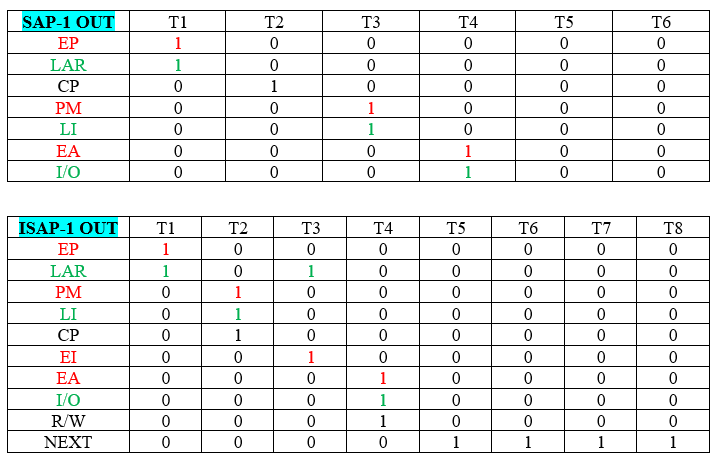 SAP-1 OUT T1 T2 T3 T4 T5 T6
EP 1 0 0 0 0 0
LAR 1 0 0 0 0 0
CP 0 1 0 0 0 0
PM 0 0 1 0 0 0
LI 0 0 1 0 0 0
EA 0 0 0 1 0 0
I/O 0 0 0 1 0 0
ISAP-1 OUT T1 T2 T3 T4 T5 T6 T7 T8
EP 1 0 0 0 0 0 0 0
LAR 1 0 1 0 0 0 0 0
PM 0 1 0 0 0 0 0 0
LI 0 1 0 0 0 0 0 0
CP 0 1 0 0 0 0 0 0
EI 0 0 1 0 0 0 0 0
EA 0 0 0 1 0 0 0 0
I/O 0 0 0 1 0 0 0 0
R/W 0 0 0 1 0 0 0 0
NEXT 0 0 0 0 1 1 1 1